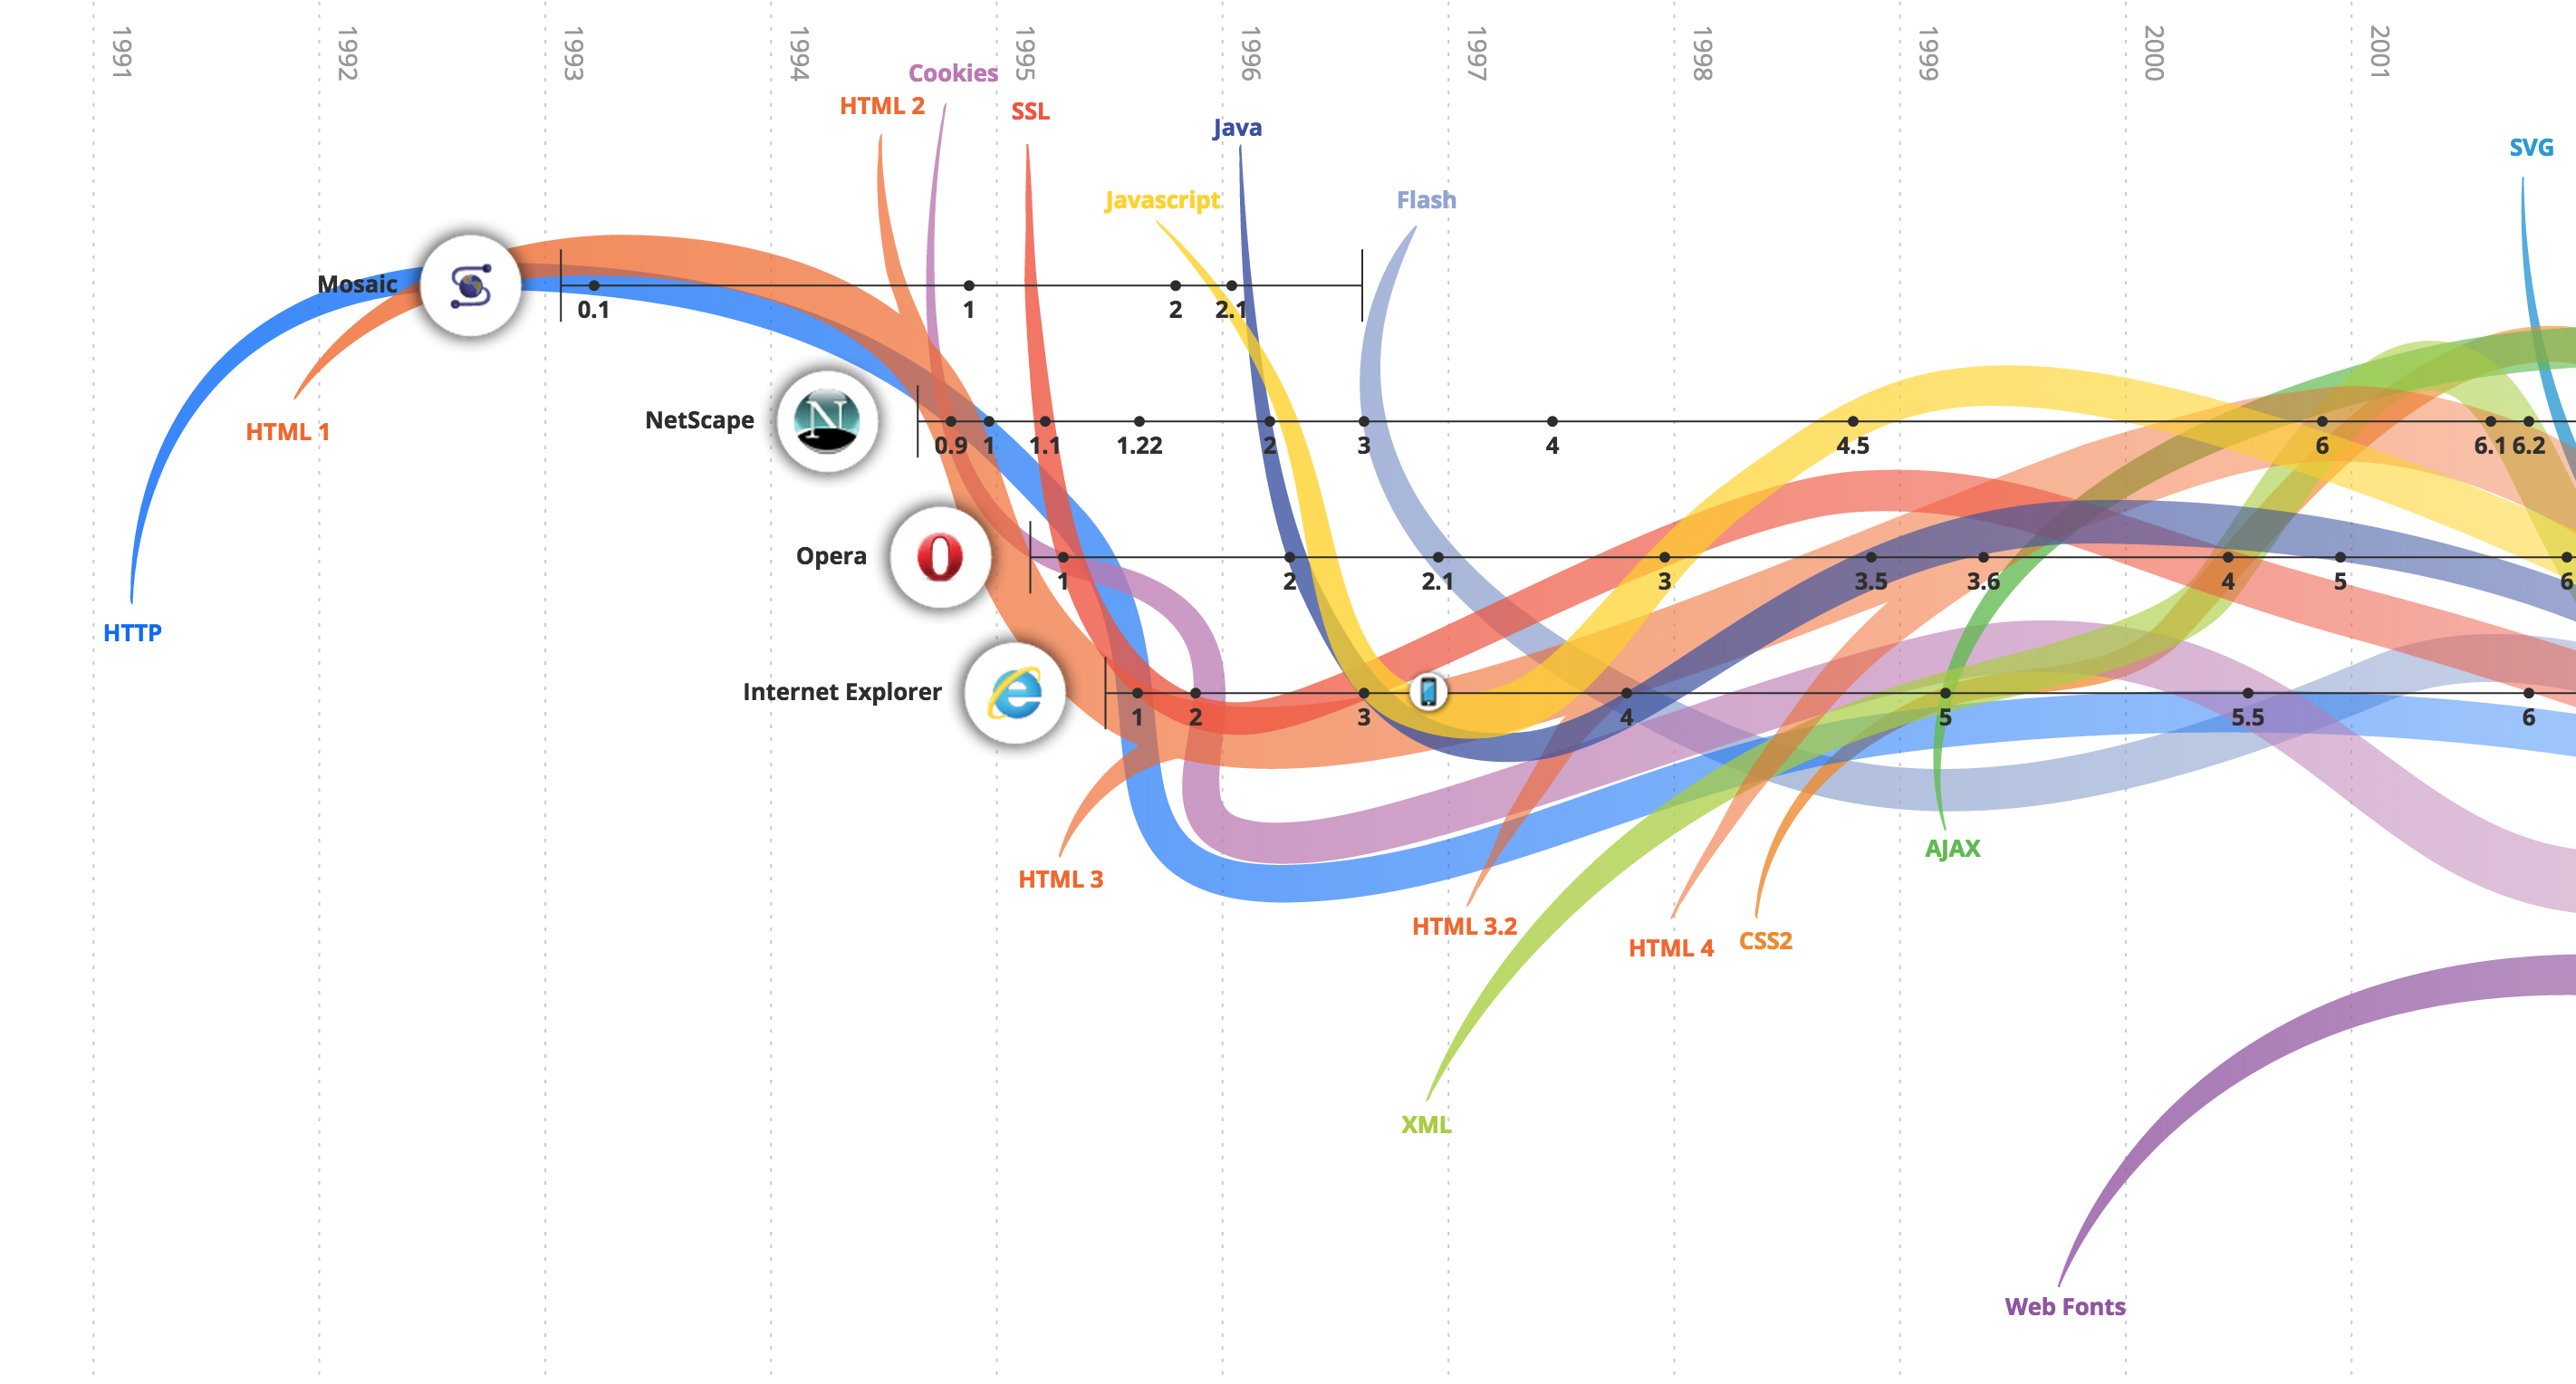 1991
1992
1993
1994
1995
1996
1997
1998
1999
2000
2001
Cookies
HTML 2
SSL
Java
SVG
Javascript
Flash
Mosaic
0.1
1
2
2.1
HTML 1
NetScape
0.9
1
1.1
1.22
2
3
4
4.5
6
6.1
6.2
Opera
1
2
2.1
3
3.5
3.6
4
5
6
HTTP
Internet Explorer
1
2
3
4
5
5.5
6
AJAX
HTML 3
HTML 3.2
HTML 4
CSS2
XML
Web Fonts